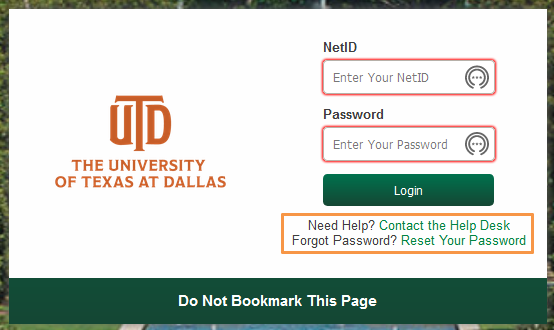 NetID
Enter Your NetID
Password
Enter Your Password
Login
Need Help? Contact the Help Desk
Forgot Password? Reset Your Password
UTD
THE UNIVERSITY
OF TEXAS AT DALLAS
Do Not Bookmark This Page